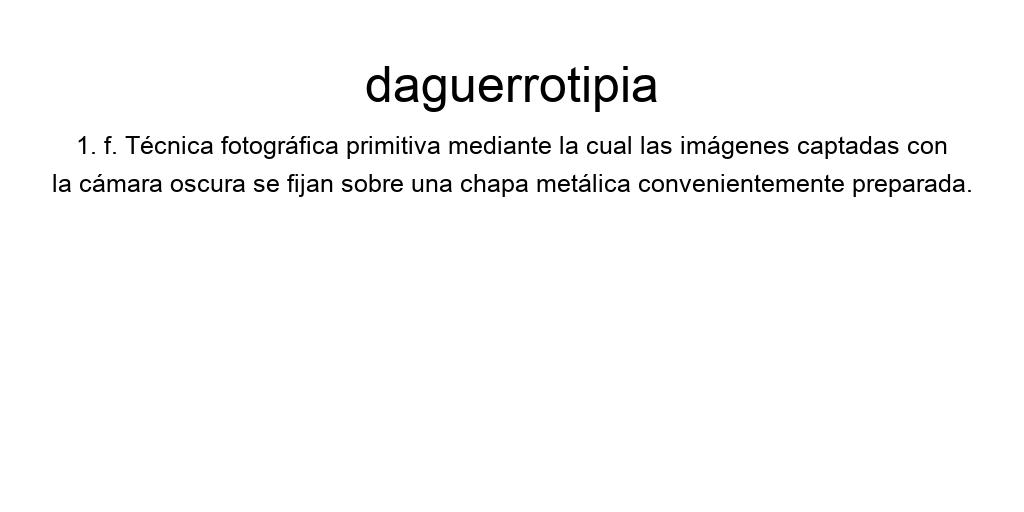 daguerrotipia
1. f. Técnica fotográfica primitiva mediante la cual las imágenes captadas con
la cámara oscura se fijan sobre una chapa metálica convenientemente preparada.